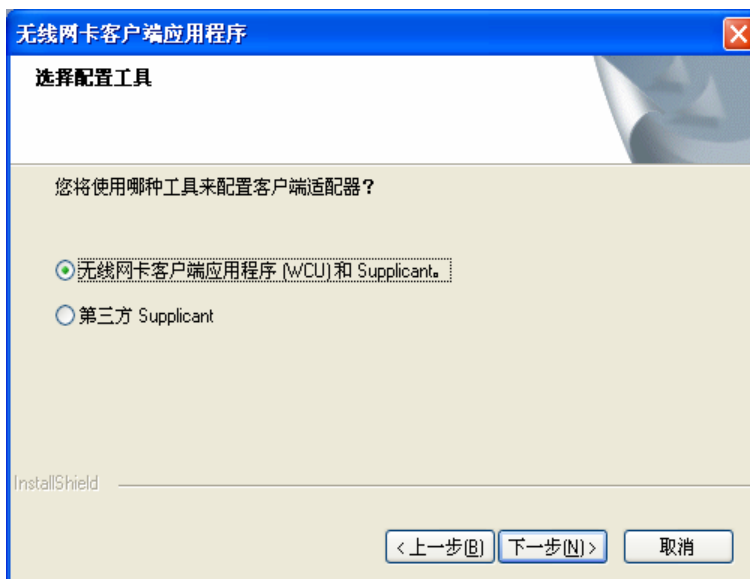 无线网卡客户端应用程序
选择配置工具
您将使用哪种工具来配置客户端适配器？
无线网卡客户端应用程序 (WCU)和 Supplicant。
第三方 Supplicant
InstallShield
<上一步(B) 下一步(N)> 取消